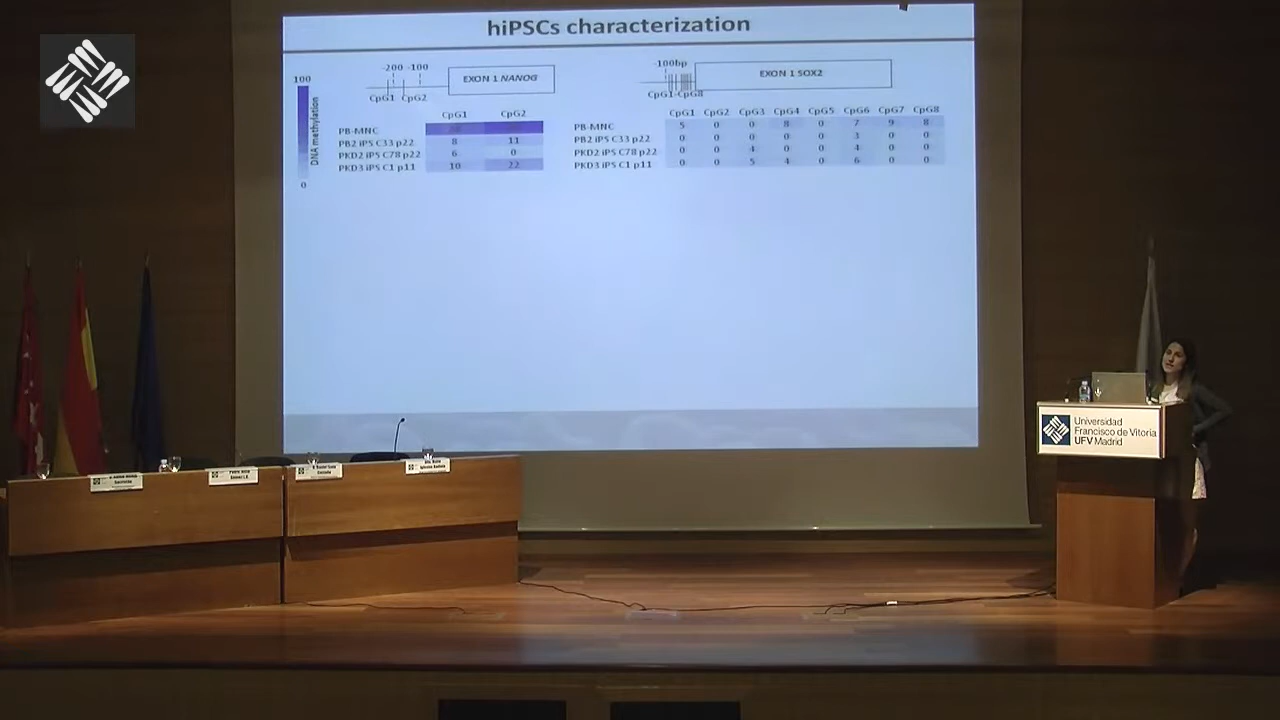 hiPSCs characterization
100
DNA methylation
0
-200 -100
CpG1 CpG2
EXON 1 NANOG
CpG1 CpG2
PB-MNC
PB2 iPS C33 p22 8 11
PKD2 iPS C78 p22 6 0
PKD3 iPS C1 p11 10 22
-100bp
CpG1-CpG8
EXON 1 SOX2
CpG1 CpG2 CpG3 CpG4 CpG5 CpG6 CpG7 CpG8
PB-MNC 5 0 0 8 0 7 9 8
PB2 iPS C33 p22 0 0 0 0 0 3 0 0
PKD2 iPS C78 p22 0 0 4 0 0 4 0 0
PKD3 iPS C1 p11 0 0 5 4 0 6 0 0
Universidad
Francisco de Vitoria
UFV Madrid